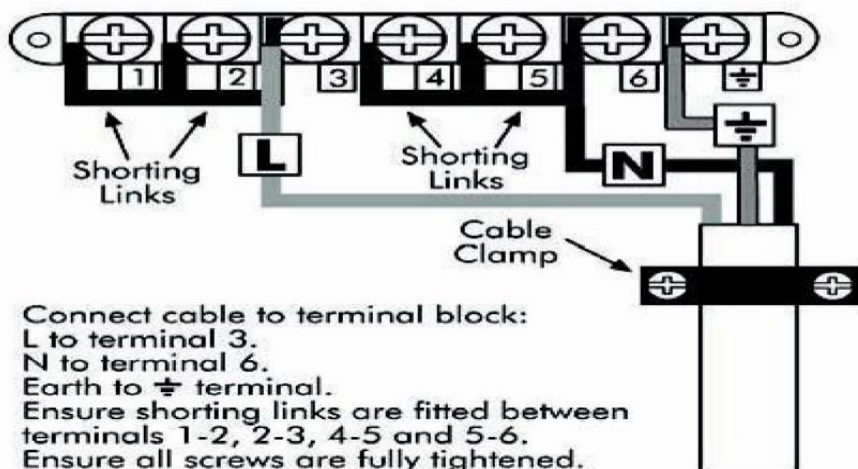 1 2 3 4 5 6 ⏚
L
Shorting
Links
Shorting
Links
N
⏚
Cable
Clamp
Connect cable to terminal block:
L to terminal 3.
N to terminal 6.
Earth to ⏚ terminal.
Ensure shorting links are fitted between
terminals 1-2, 2-3, 4-5 and 5-6.
Ensure all screws are fully tightened.